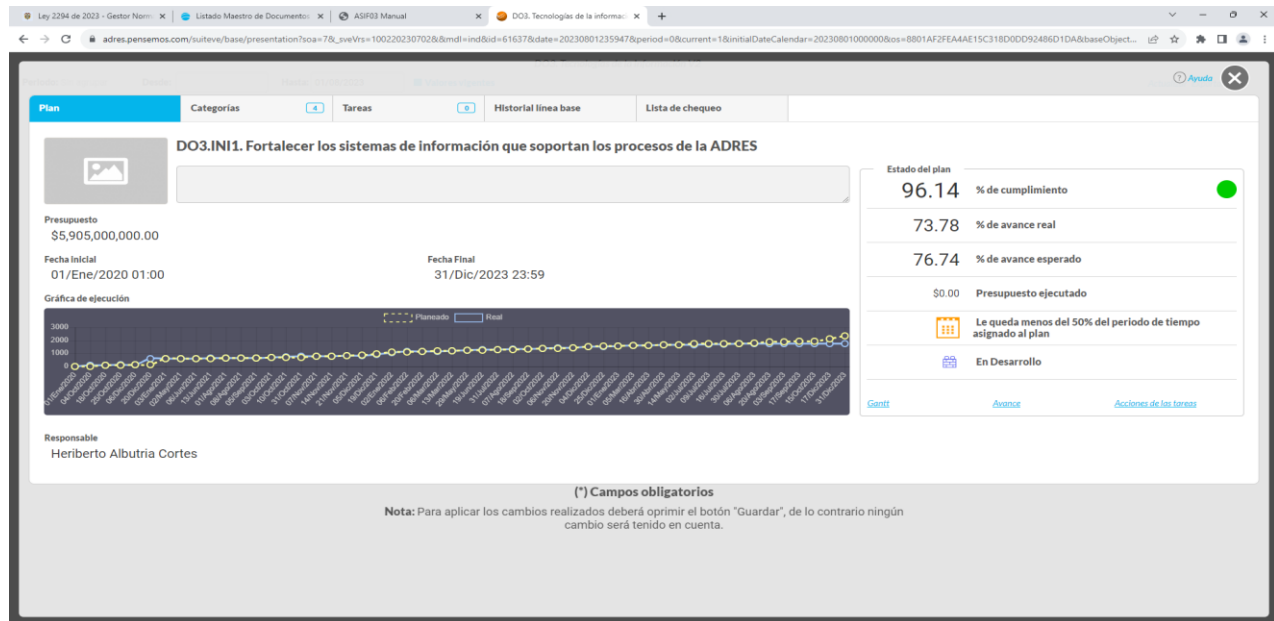 Ley 2294 de 2023 - Gestor Norm
Listado Maestro de Documentos
ASIF03 Manual
DO3. Tecnologías de la informaci
adres.pensemos.com/suiteve/base/presentation?soa=7&_sveVrs=100220230702&&mdl=ind&id=61637&date=20230801235947&period=0&current=1&initialDateCalendar=20230801000000&os=8801AF2FEA4AE15C318D0DD92486D1DA&baseObject...
Ayuda
Plan
Categorías 4
Tareas 0
Historial línea base
Lista de chequeo
DO3.INI1. Fortalecer los sistemas de información que soportan los procesos de la ADRES
Presupuesto
$5,905,000,000.00
Fecha Inicial
01/Ene/2020 01:00
Fecha Final
31/Dic/2023 23:59
Gráfica de ejecución
Planeado Real
3000
2000
1000
0
Responsable
Heriberto Albutria Cortes
Estado del plan
96.14 % de cumplimiento
73.78 % de avance real
76.74 % de avance esperado
$0.00 Presupuesto ejecutado
Le queda menos del 50% del periodo de tiempo
asignado al plan
En Desarrollo
Gantt
Avance
Acciones de las tareas
(*) Campos obligatorios
Nota: Para aplicar los cambios realizados deberá oprimir el botón "Guardar", de lo contrario ningún
cambio será tenido en cuenta.